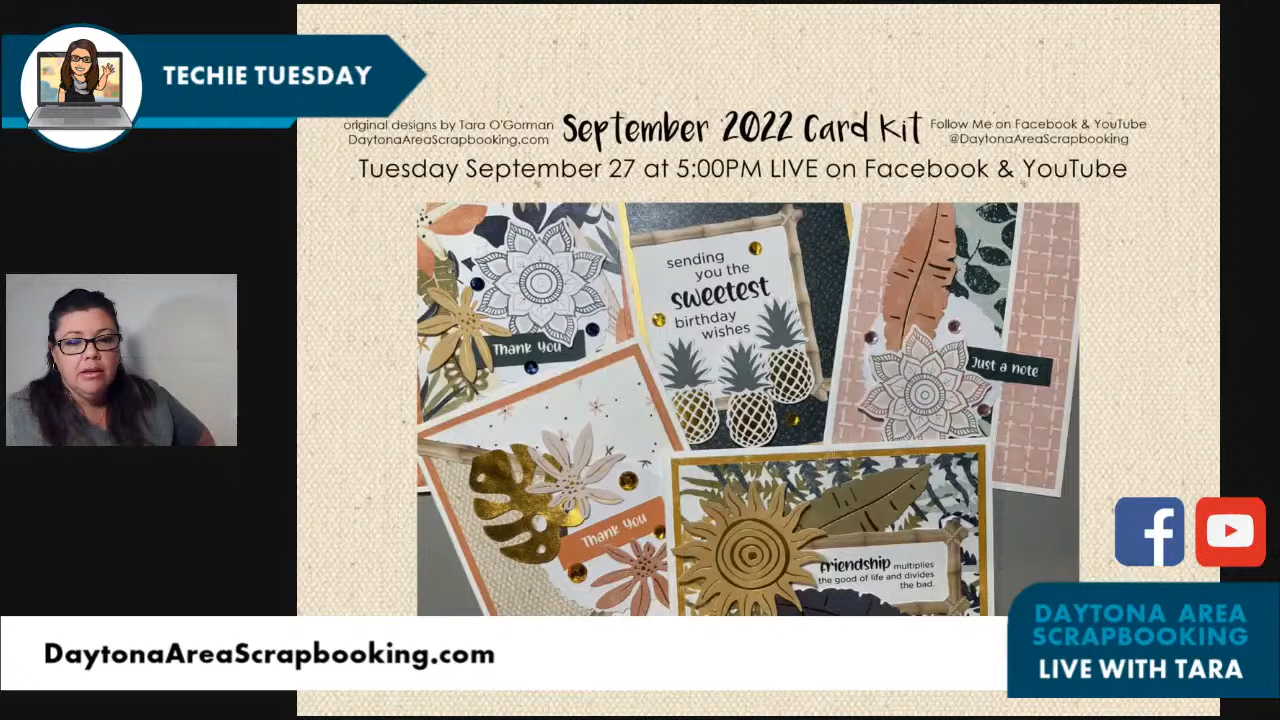 TECHIE TUESDAY
original designs by Tara O'Gorman
DaytonaAreaScrapbooking.com
September 2022 Card Kit
Follow Me on Facebook & YouTube
@DaytonaAreaScrapbooking
Tuesday September 27 at 5:00PM LIVE on Facebook & YouTube
Thank You
sending
you the
sweetest
birthday
wishes
Just a note
Thank You
friendship multiplies
the good of life and divides
the bad.
DaytonaAreaScrapbooking.com
DAYTONA AREA
SCRAPBOOKING
LIVE WITH TARA